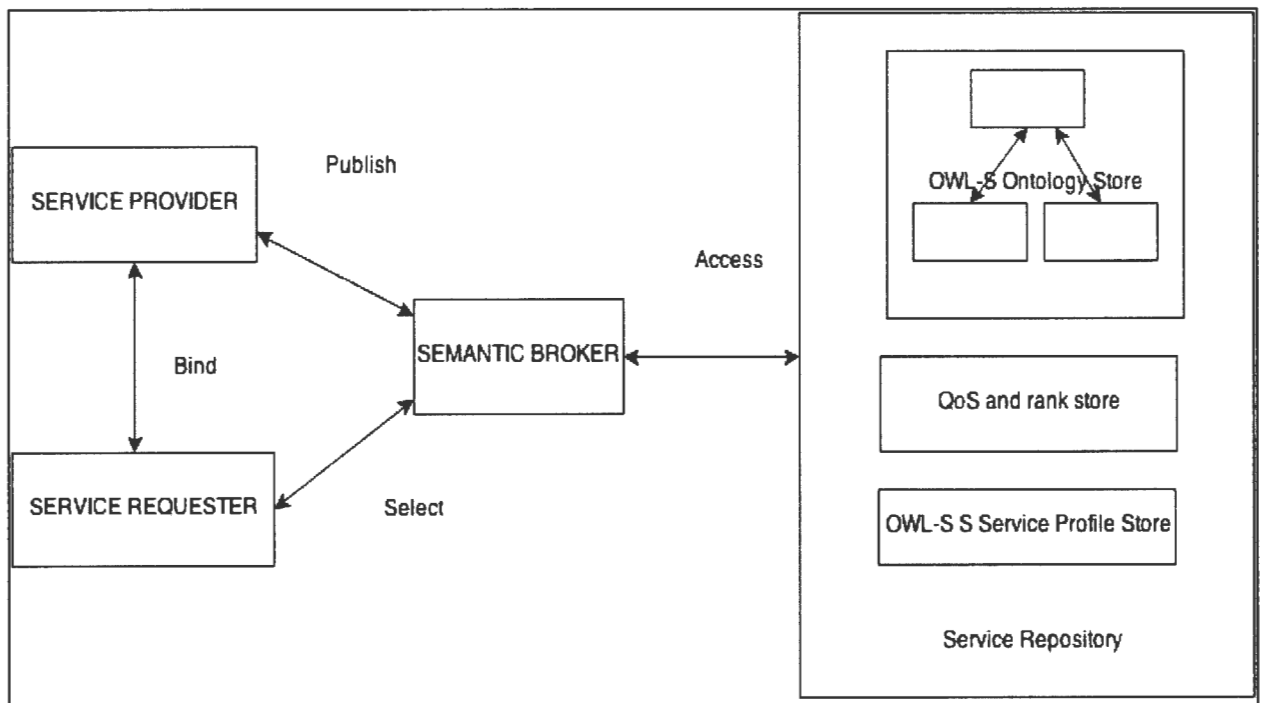 Publish
SERVICE PROVIDER
Bind
SERVICE REQUESTER
Select
SEMANTIC BROKER
Access
OWL-S Ontology Store
QoS and rank store
OWL-S S Service Profile Store
Service Repository